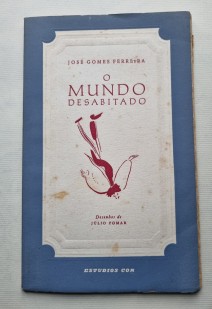 JOSÉ GOMES FERREIRA
O
MUNDO
DESABITADO
Desenhos de
JÚLIO POMAR
ESTUDIOS COR